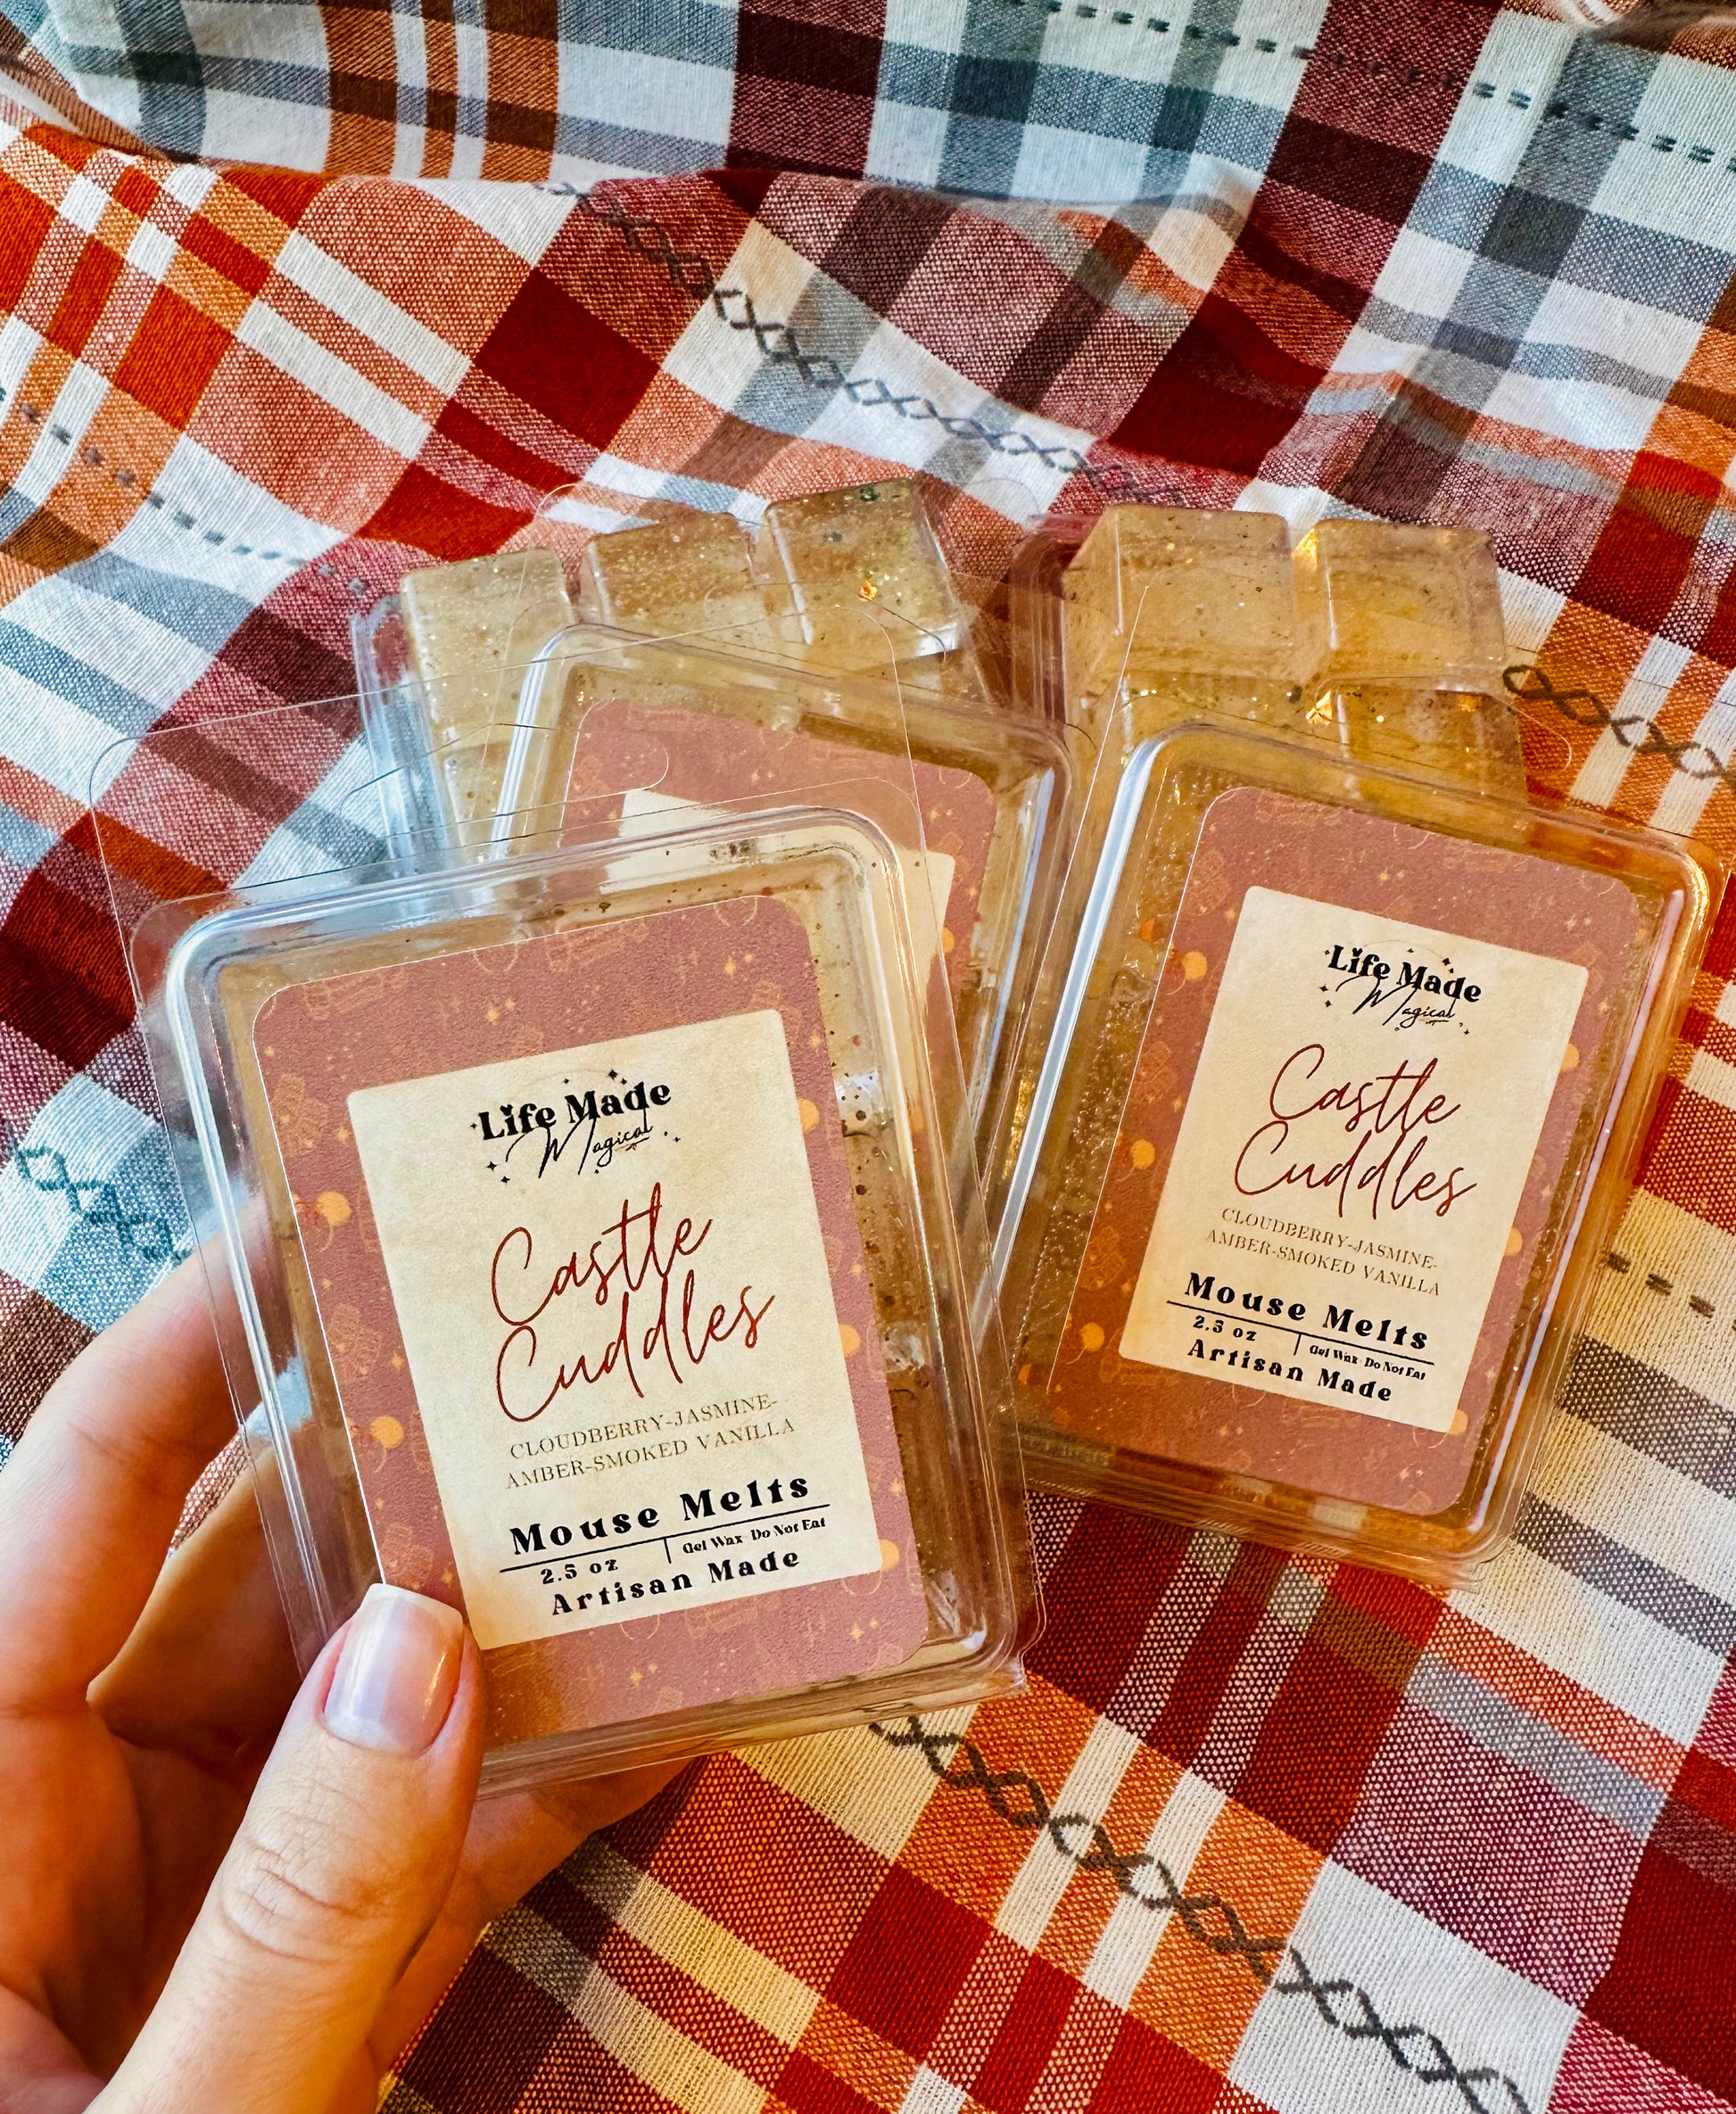 Life Made
Magical
Castle
Cuddles
CLOUDBERRY-JASMINE-
AMBER-SMOKED VANILLA
Mouse Melts
2.5 oz
Gel Wax Do Not Eat
Artisan Made
Life Made
Magical
Castle
Cuddles
CLOUDBERRY-JASMINE-
AMBER-SMOKED VANILLA
Mouse Melts
2.5 oz
Gel Wax Do Not Eat
Artisan Made